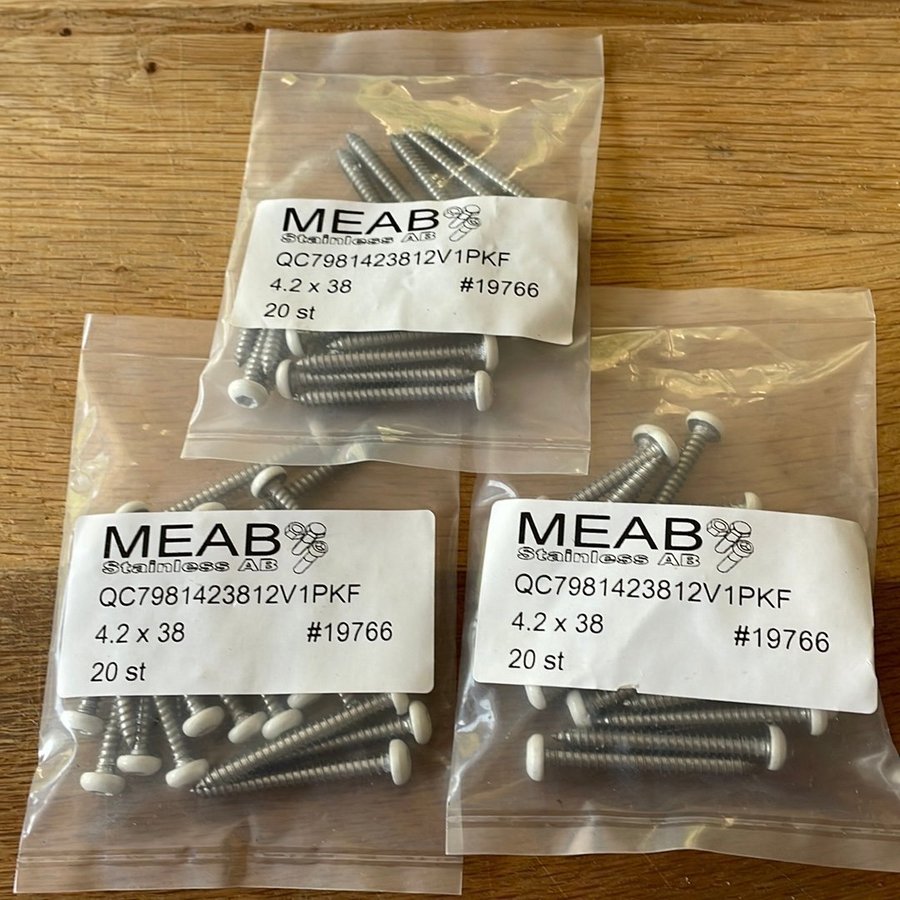 MEAB
Stainless AB
QC7981423812V1PKF
4.2 x 38 #19766
20 st
MEAB
Stainless AB
QC7981423812V1PKF
4.2 x 38 #19766
20 st
MEAB
Stainless AB
QC7981423812V1PKF
4.2 x 38 #19766
20 st